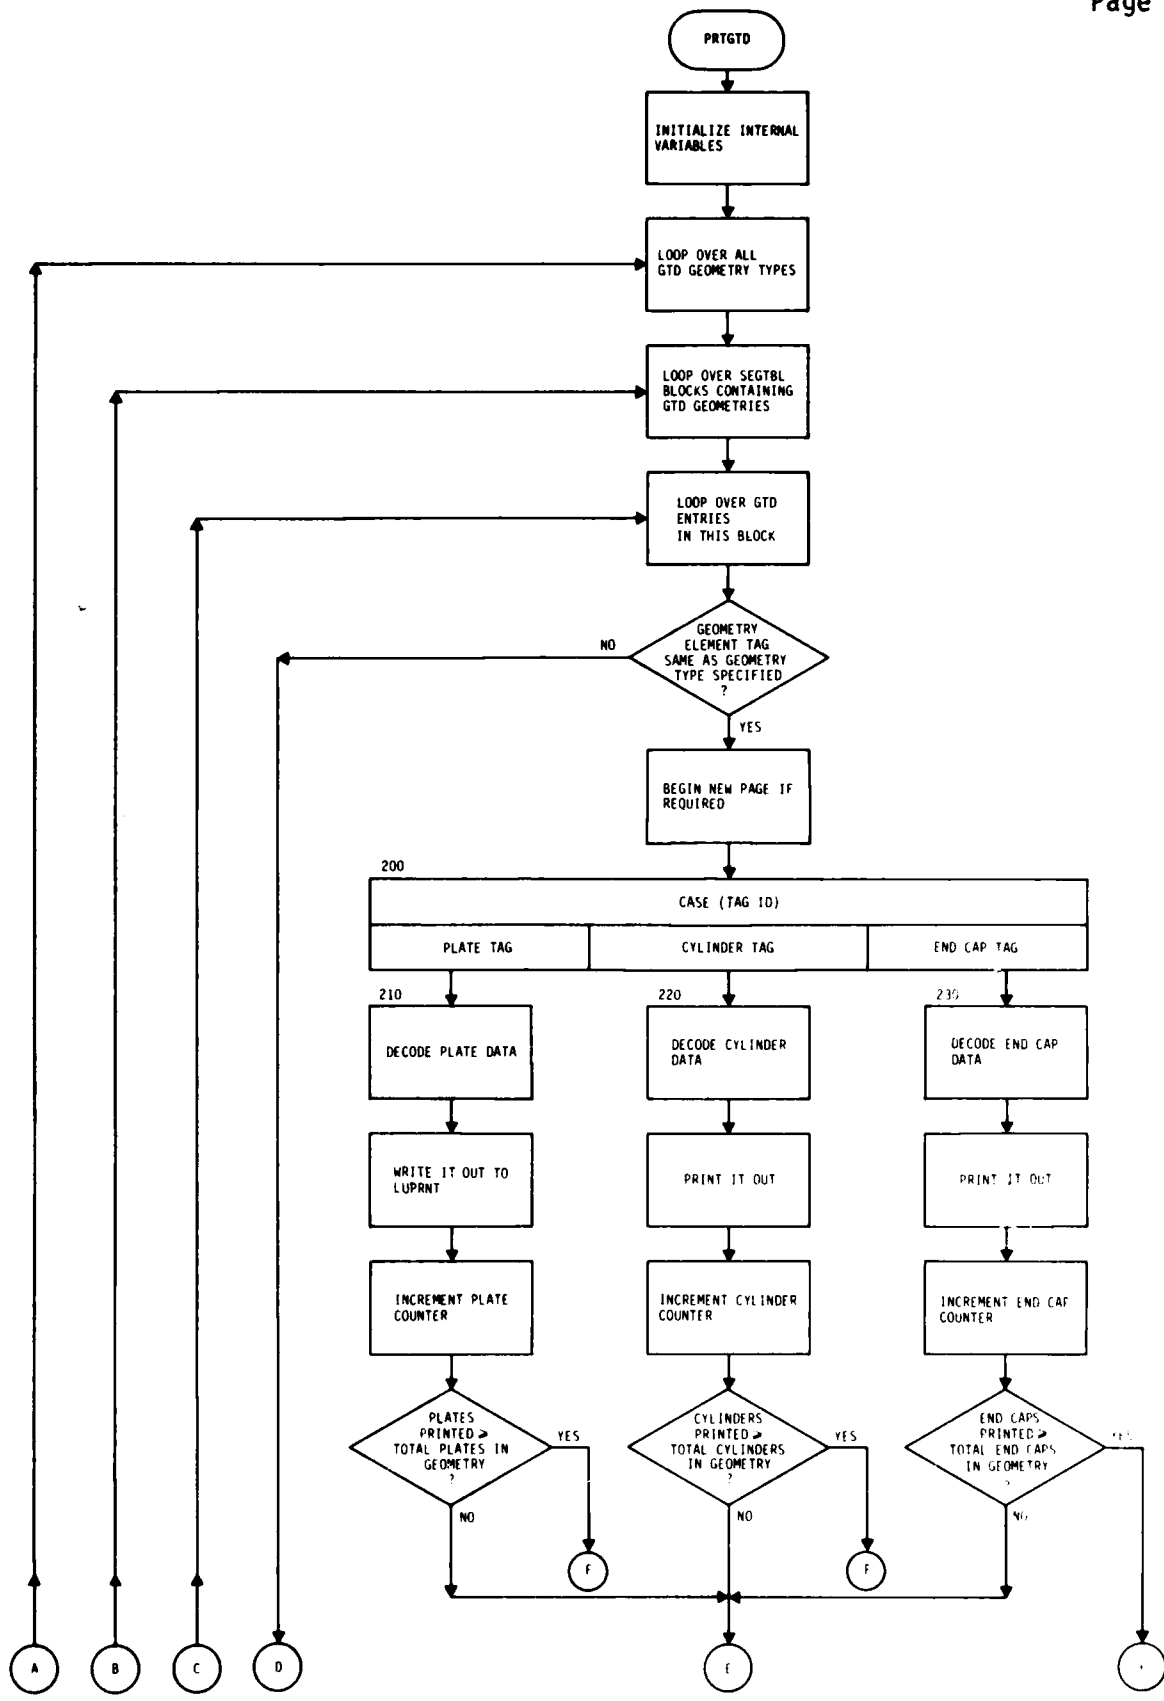 Page
PRTGTD
INITIALIZE INTERNAL
VARIABLES
LOOP OVER ALL
GTD GEOMETRY TYPES
LOOP OVER SEGTBL
BLOCKS CONTAINING
GTD GEOMETRIES
LOOP OVER GTD
ENTRIES
IN THIS BLOCK
GEOMETRY
ELEMENT TAG
SAME AS GEOMETRY
TYPE SPECIFIED
?
NO
YES
BEGIN NEW PAGE IF
REQUIRED
200
CASE (TAG ID)
PLATE TAG
CYLINDER TAG
END CAP TAG
210
DECODE PLATE DATA
220
DECODE CYLINDER
DATA
230
DECODE END CAP
DATA
WRITE IT OUT TO
LUPRNT
PRINT IT OUT
PRINT IT OUT
INCREMENT PLATE
COUNTER
INCREMENT CYLINDER
COUNTER
INCREMENT END CAP
COUNTER
PLATES
PRINTED ≥
TOTAL PLATES IN
GEOMETRY
?
YES
NO
F
CYLINDERS
PRINTED ≥
TOTAL CYLINDERS
IN GEOMETRY
?
YES
NO
F
END CAPS
PRINTED ≥
TOTAL END CAPS
IN GEOMETRY
YES
NO
A
B
C
D
E